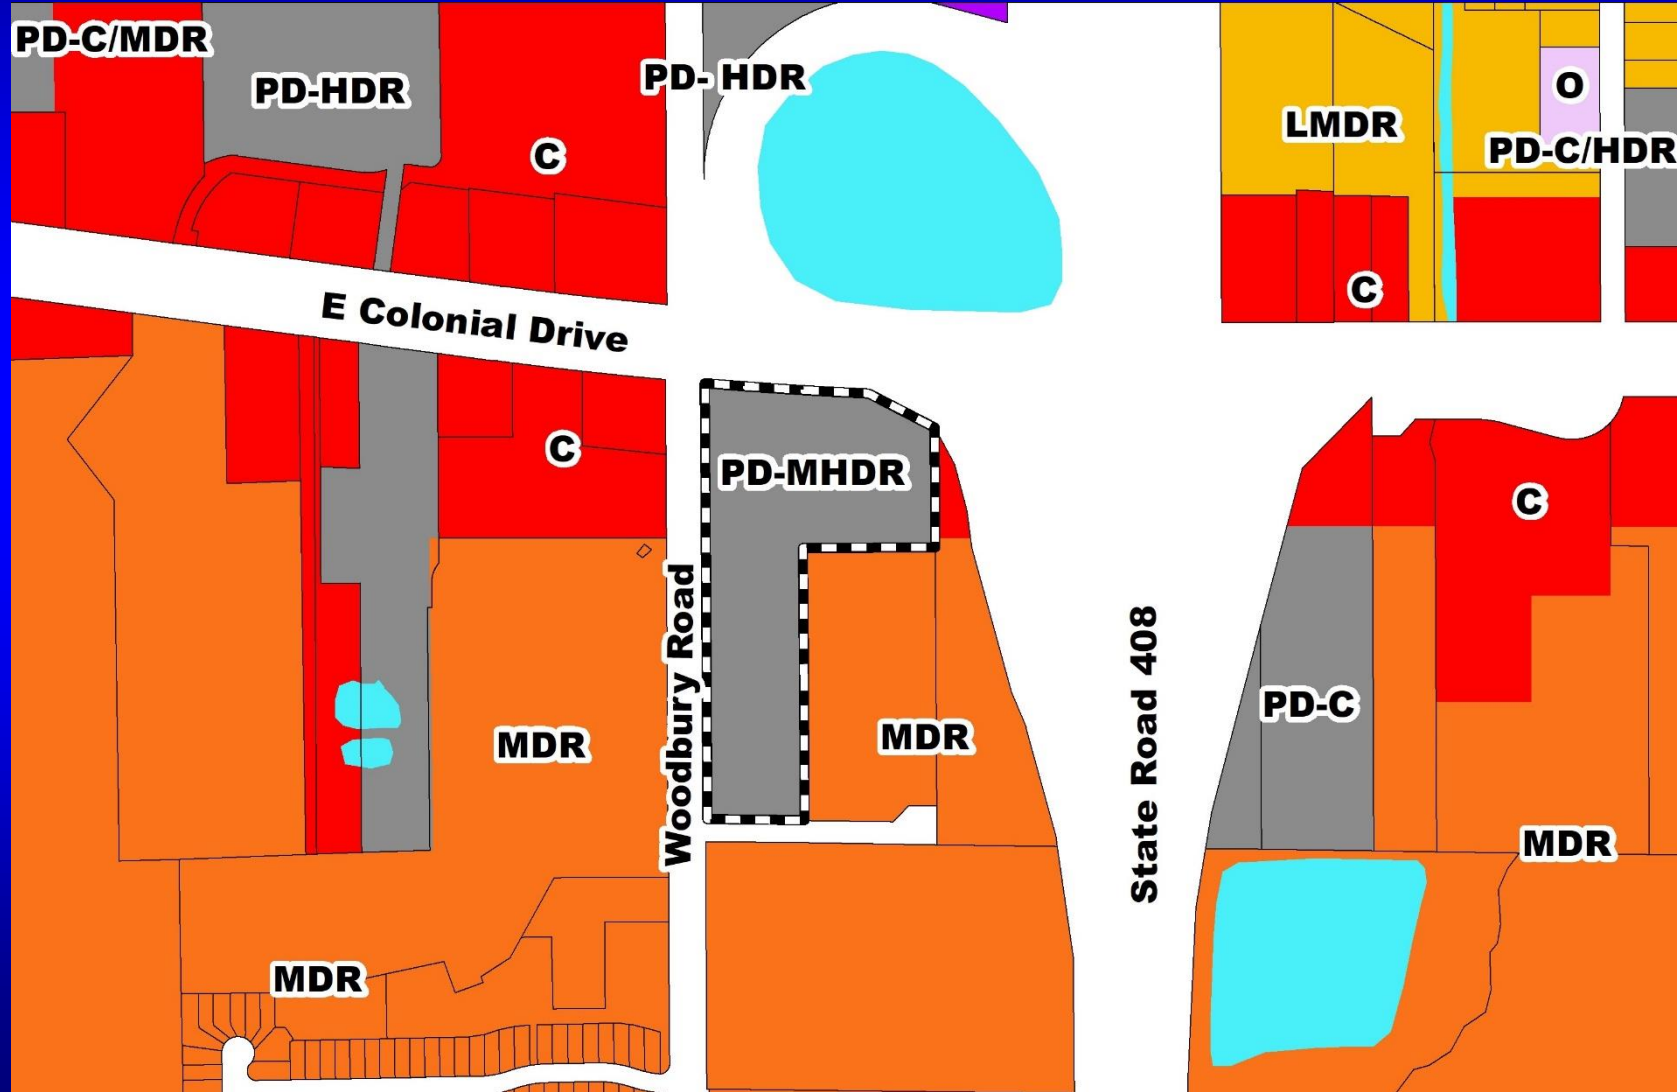 PD-C/MDR
PD-HDR
PD- HDR
C
LMDR
O
PD-C/HDR
C
E Colonial Drive
C
PD-MHDR
C
Woodbury Road
State Road 408
PD-C
MDR
MDR
MDR
MDR